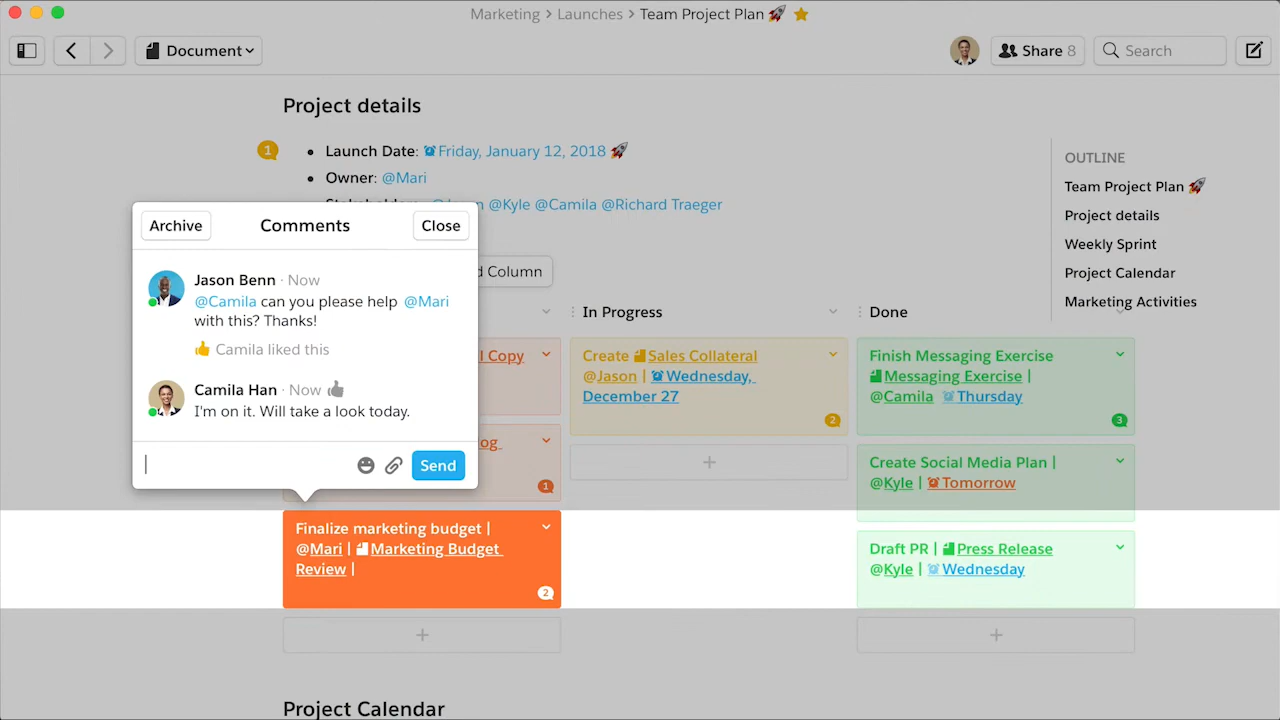 Marketing > Launches > Team Project Plan 🚀 ⭐
Document
Share 8
Search
Project details
1
• Launch Date: Friday, January 12, 2018 🚀
• Owner: @Mari
@Kyle @Camila @Richard Traeger
OUTLINE
Team Project Plan 🚀
Project details
Weekly Sprint
Project Calendar
Marketing Activities
Archive
Comments
Close
Jason Benn · Now
@Camila can you please help @Mari
with this? Thanks!
Camila liked this
Camila Han · Now
I'm on it. Will take a look today.
Send
Column
Copy
1
Finalize marketing budget |
@Mari | Marketing Budget
Review |
2
+
In Progress
Create Sales Collateral
@Jason | Wednesday,
December 27
2
+
Done
Finish Messaging Exercise
Messaging Exercise |
@Camila Thursday
3
Create Social Media Plan |
@Kyle | Tomorrow
Draft PR | Press Release
@Kyle | Wednesday
+
Project Calendar